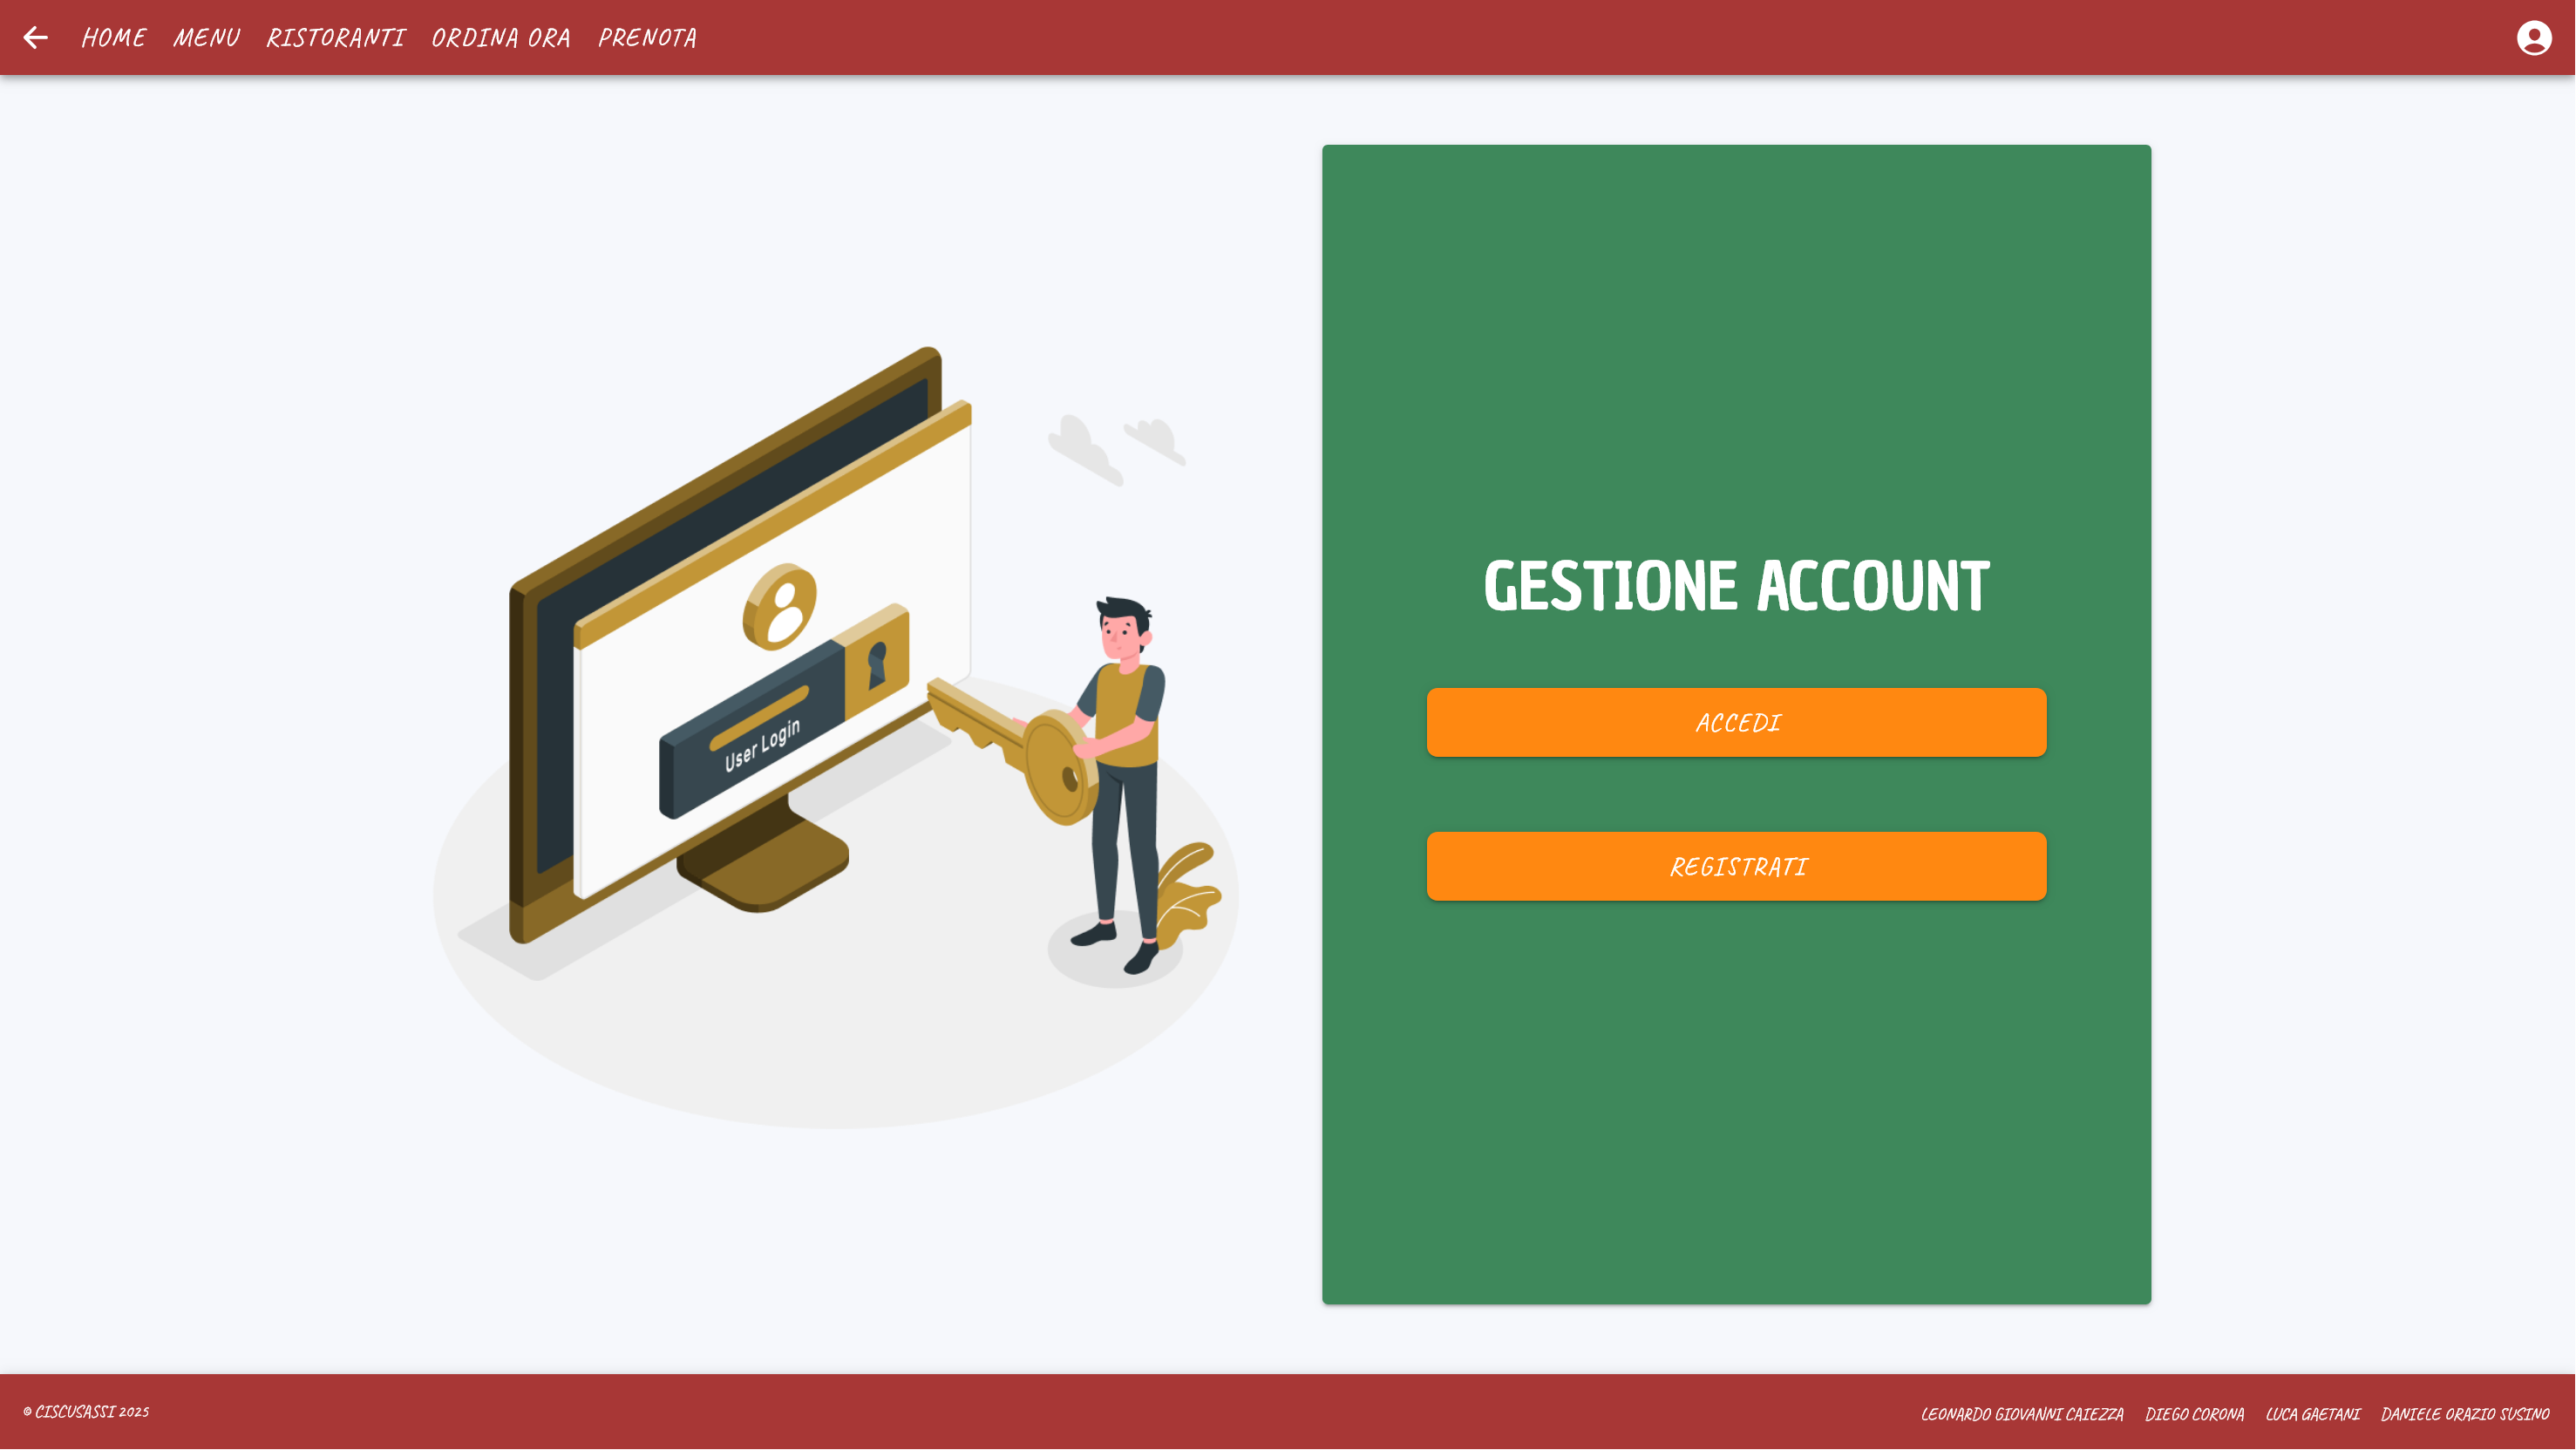 HOME MENU RISTORANTI ORDINA ORA PRENOTA
User Login
GESTIONE ACCOUNT
ACCEDI
REGISTRATI
© CISCUSASSI 2025
LEONARDO GIOVANNI CAIEZZA DIEGO CORONA LUCA GAETANI DANIELE ORAZIO SUSINO